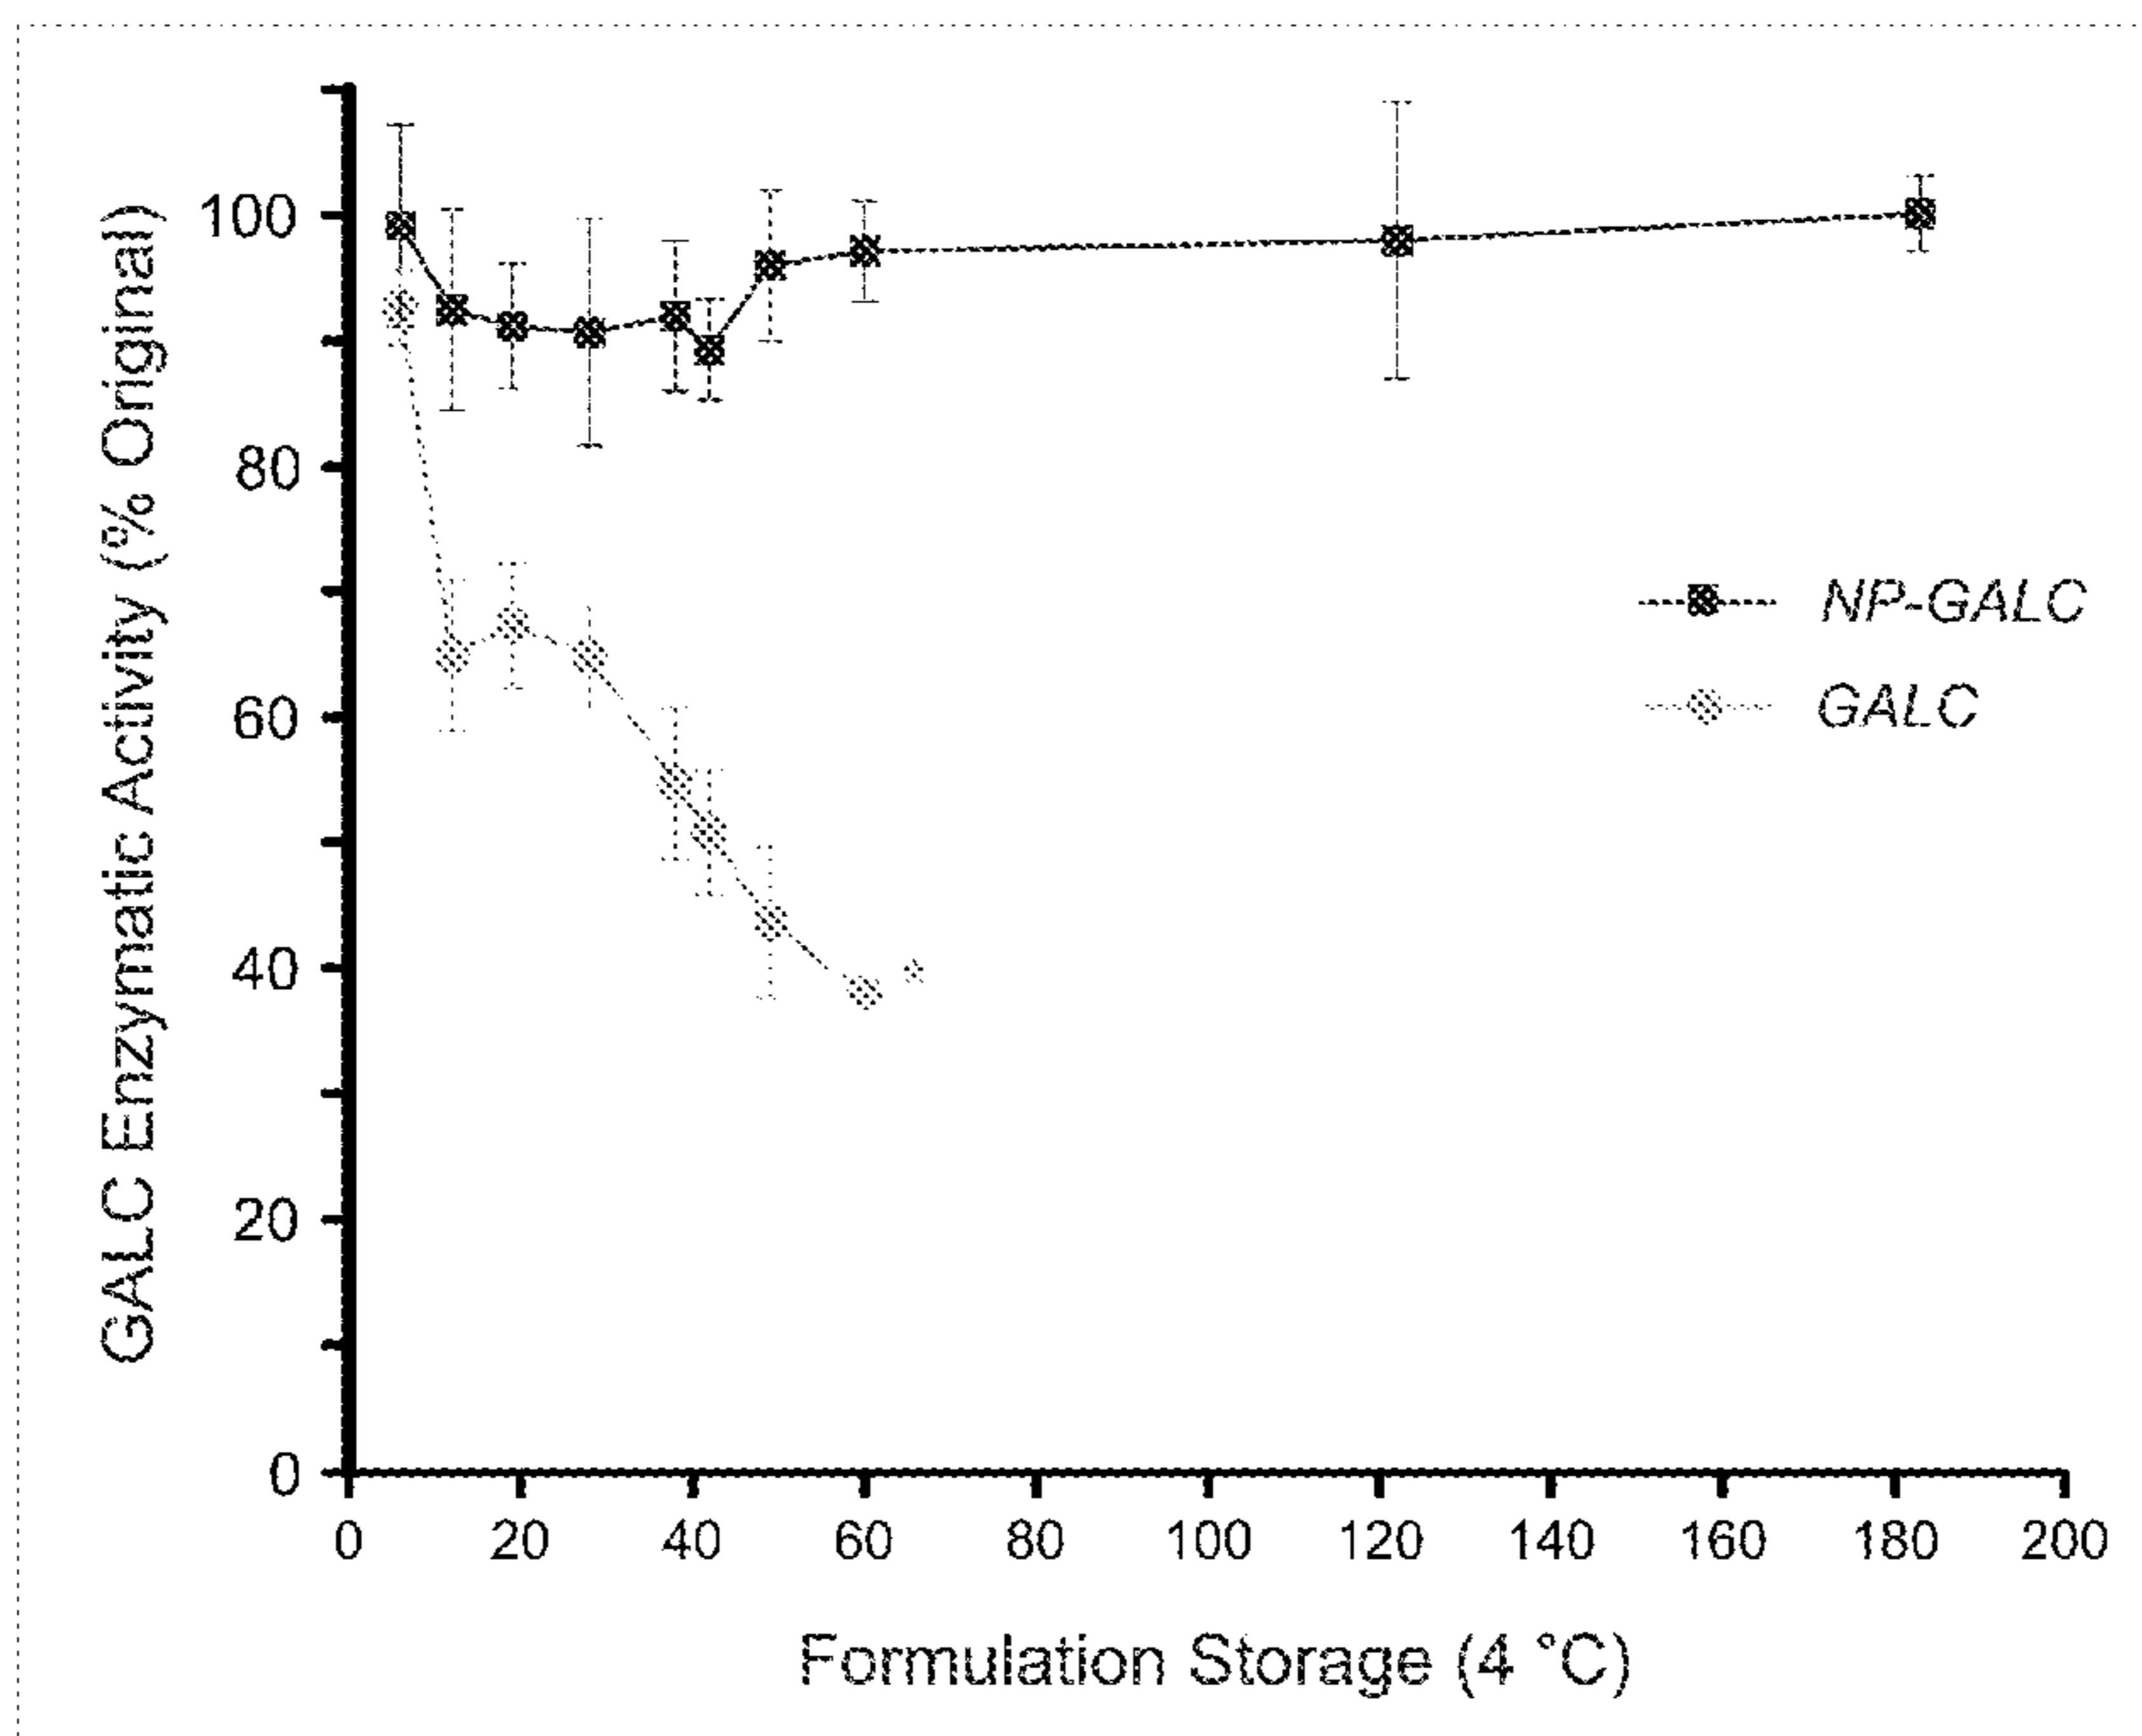 GALC Enzymatic Activity (% Original)
100
80
60
40
20
0
NP-GALC
GALC
*
0 20 40 60 80 100 120 140 160 180 200
Formulation Storage (4 °C)